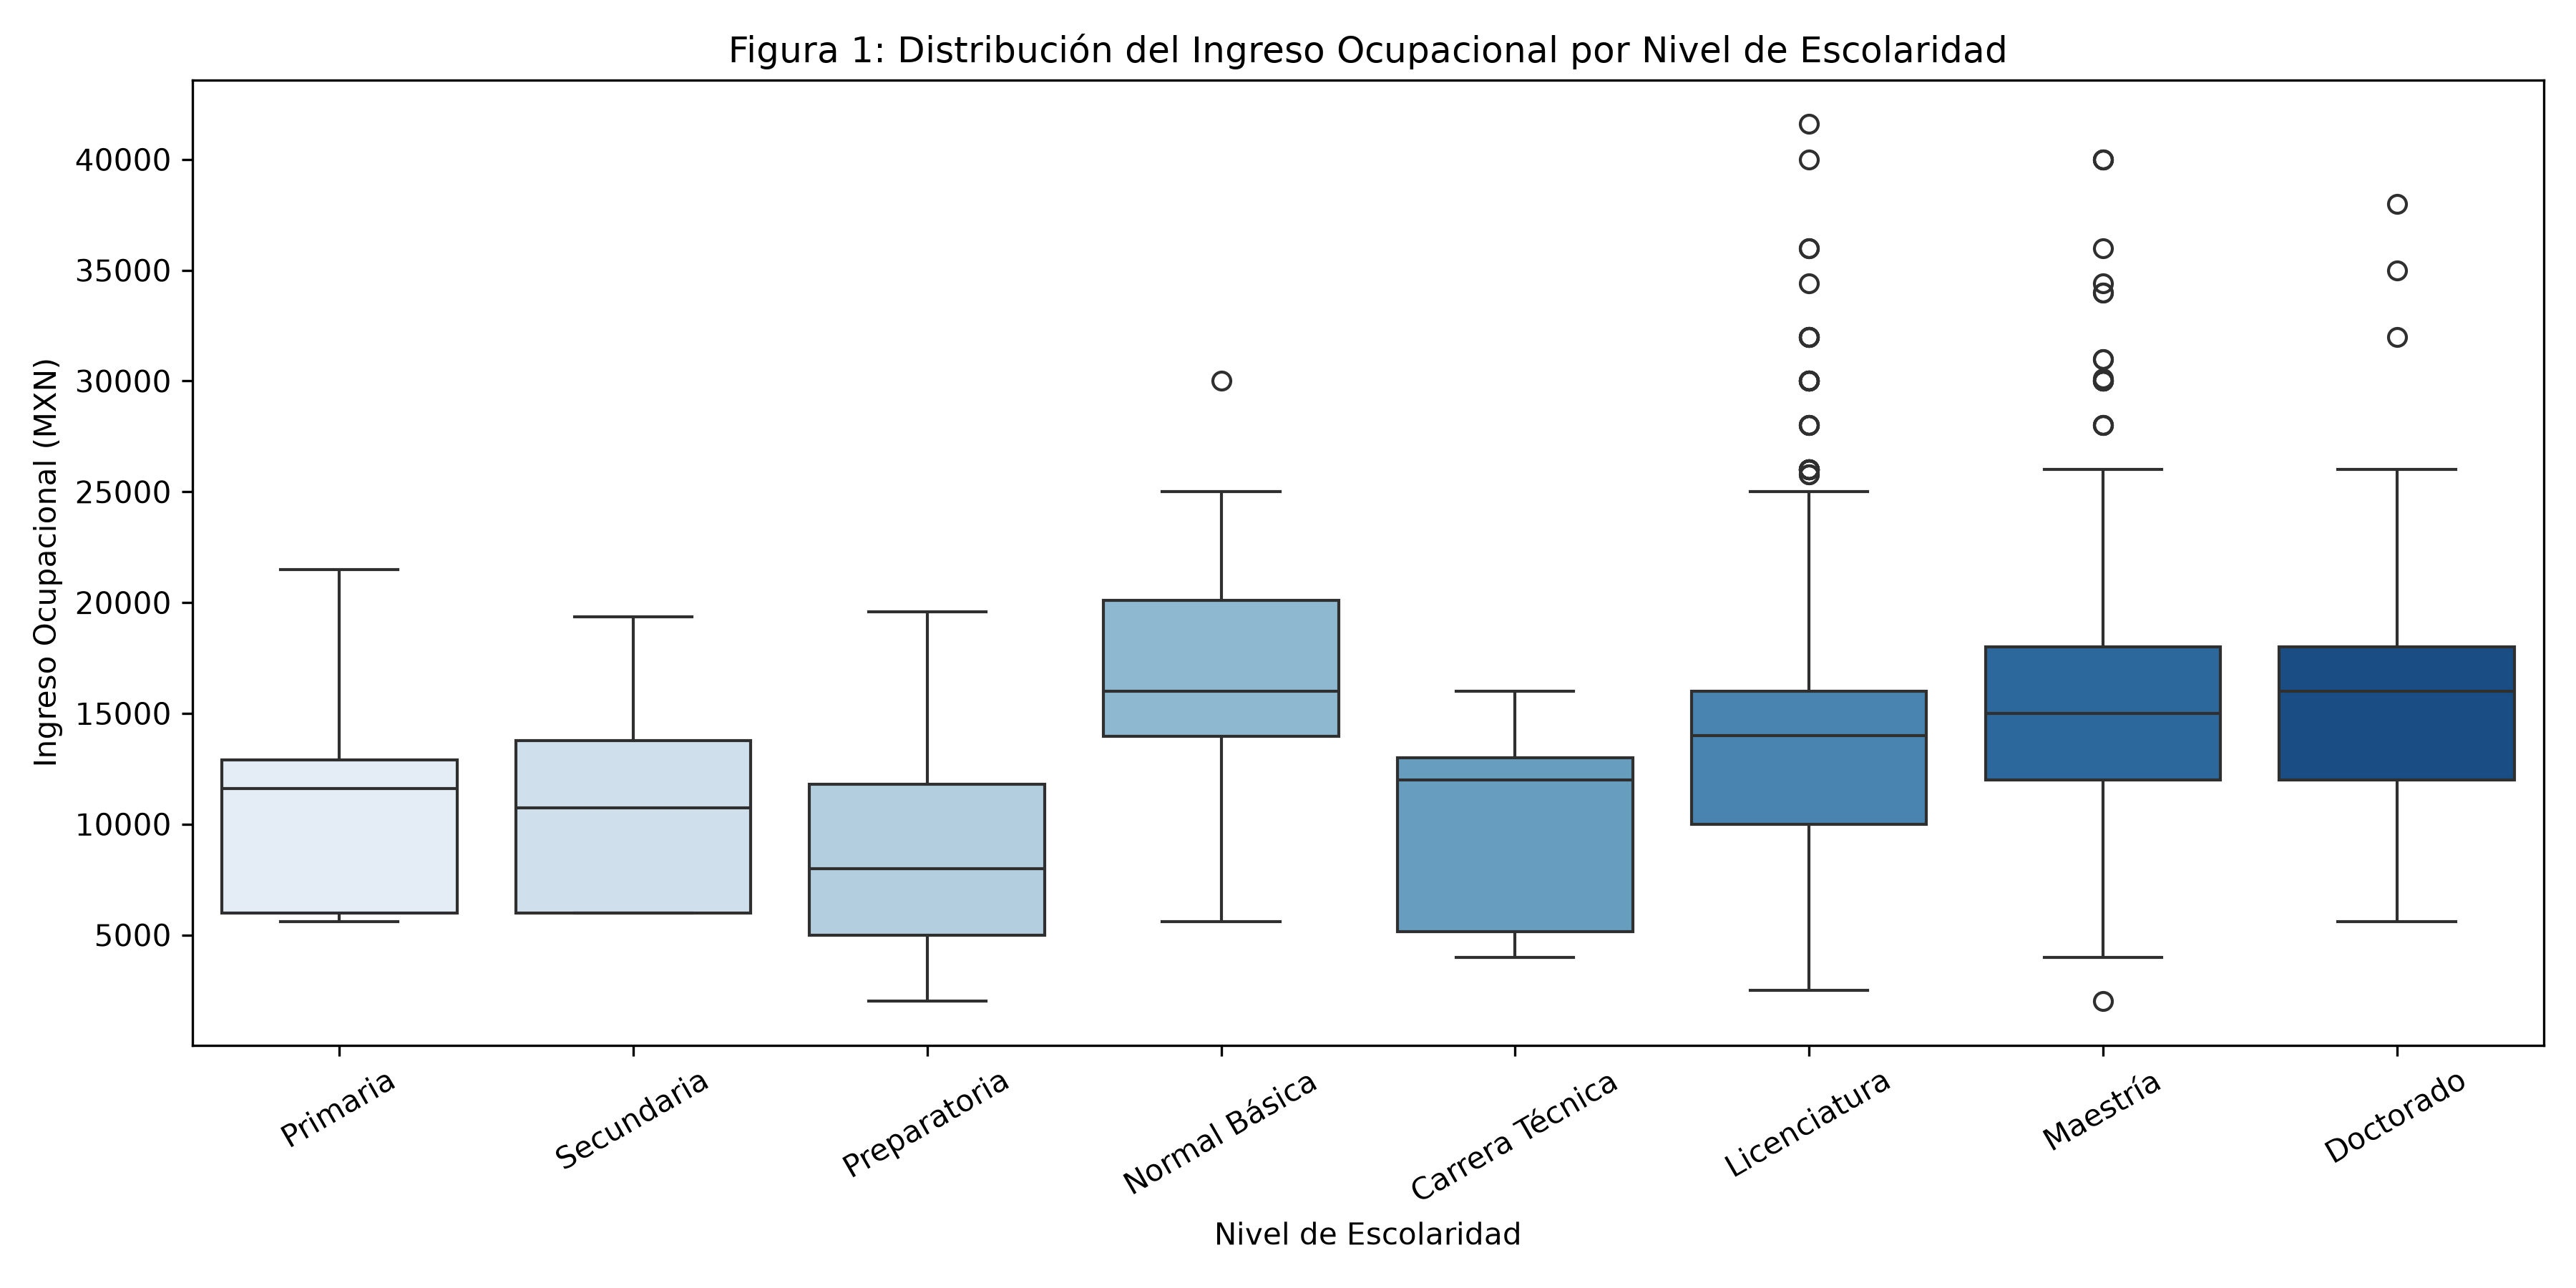 Figura 1: Distribución del Ingreso Ocupacional por Nivel de Escolaridad
Ingreso Ocupacional (MXN)
40000
35000
30000
25000
20000
15000
10000
5000
Primaria
Secundaria
Preparatoria
Normal Básica
Carrera Técnica
Licenciatura
Maestría
Doctorado
Nivel de Escolaridad